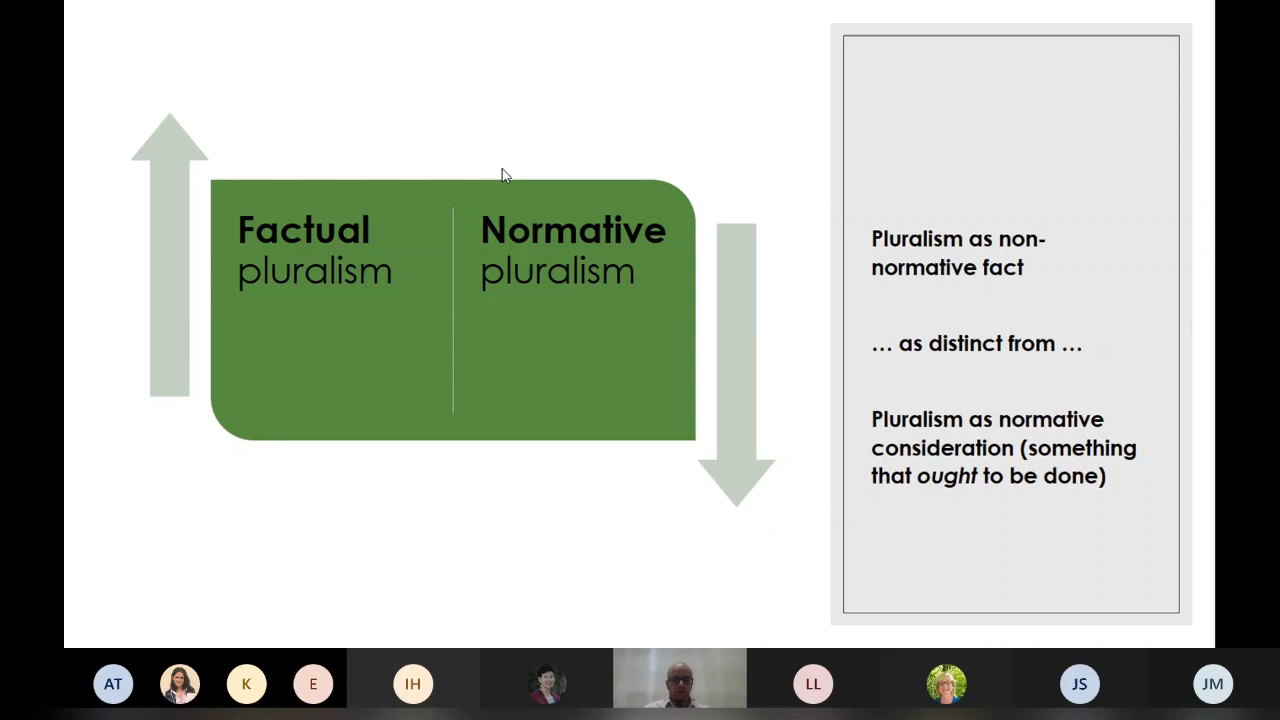 Factual
pluralism
Normative
pluralism
Pluralism as non-
normative fact
… as distinct from …
Pluralism as normative
consideration (something
that ought to be done)
AT
K
E
IH
LL
JS
JM